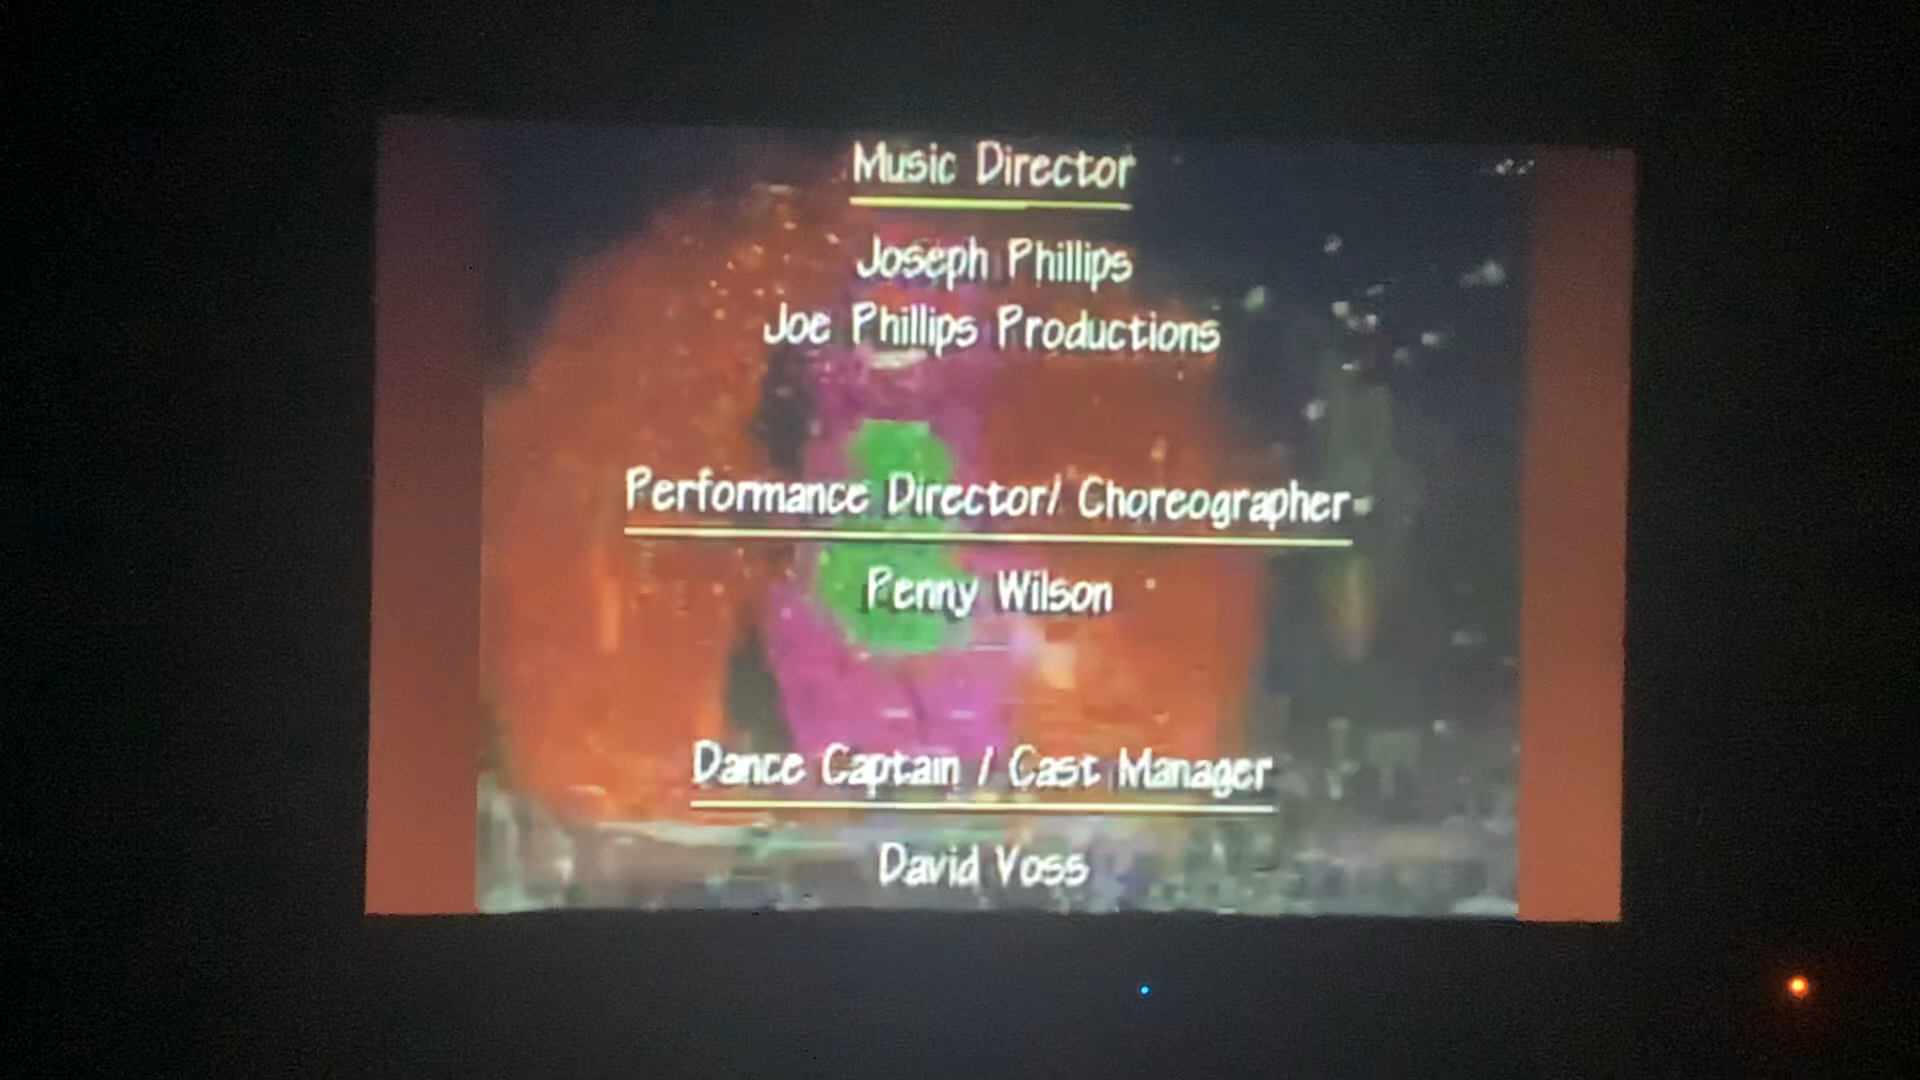 Music Director
Joseph Phillips
Joe Phillips Productions
Performance Director/ Choreographer
Penny Wilson
Dance Captain / Cast Manager
David Voss